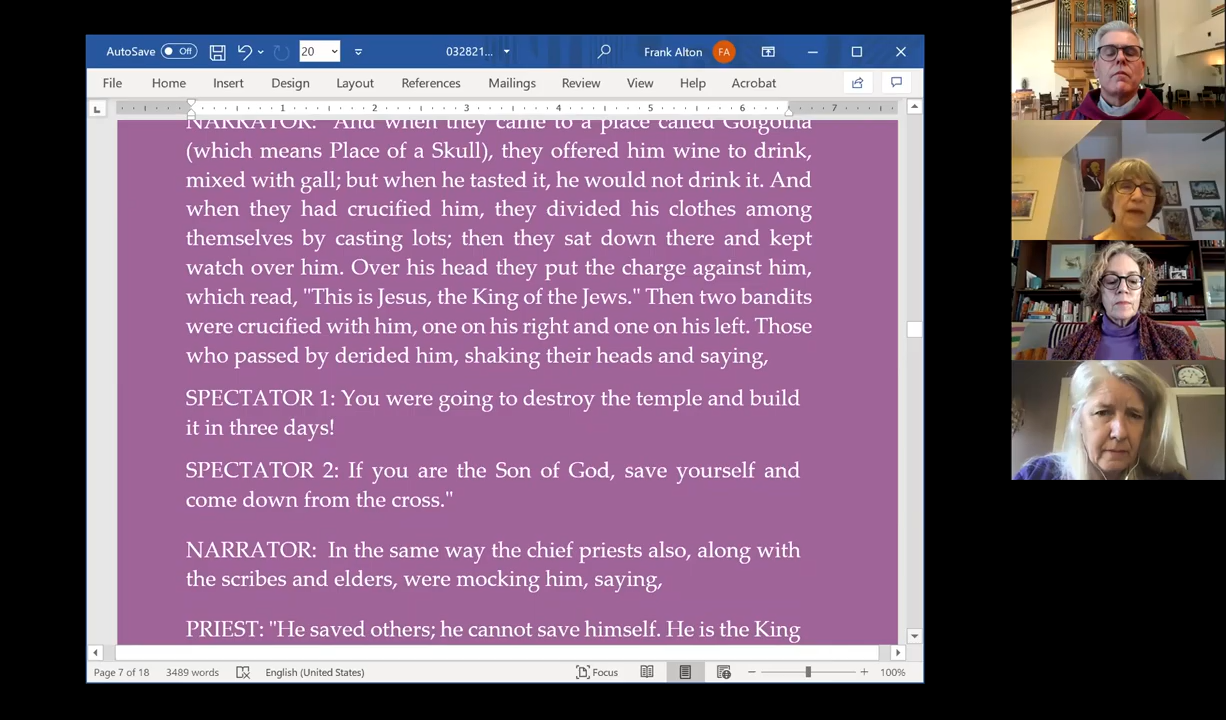 AutoSave Off 20 032821... Frank Alton FA
File Home Insert Design Layout References Mailings Review View Help Acrobat
1 2 3 4 5 6 7
NARRATOR: And when they came to a place called Golgotha
(which means Place of a Skull), they offered him wine to drink,
mixed with gall; but when he tasted it, he would not drink it. And
when they had crucified him, they divided his clothes among
themselves by casting lots; then they sat down there and kept
watch over him. Over his head they put the charge against him,
which read, "This is Jesus, the King of the Jews." Then two bandits
were crucified with him, one on his right and one on his left. Those
who passed by derided him, shaking their heads and saying,
SPECTATOR 1: You were going to destroy the temple and build
it in three days!
SPECTATOR 2: If you are the Son of God, save yourself and
come down from the cross."
NARRATOR: In the same way the chief priests also, along with
the scribes and elders, were mocking him, saying,
PRIEST: "He saved others; he cannot save himself. He is the King
Page 7 of 18 3489 words English (United States) Focus 100%